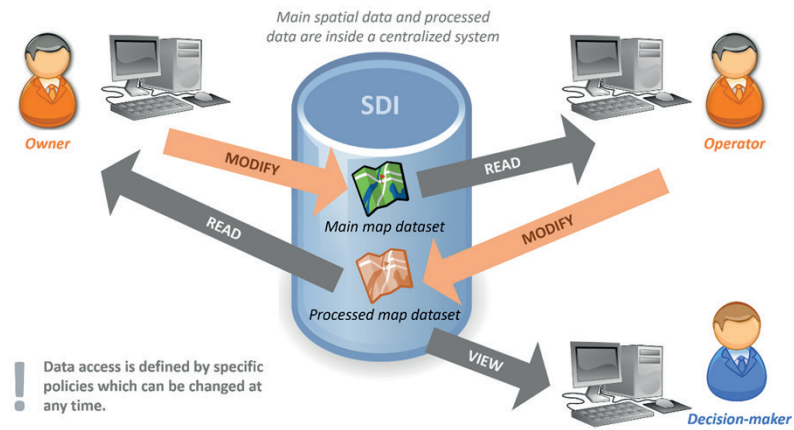 Main spatial data and processed
data are inside a centralized system
SDI
Owner
Operator
MODIFY
READ
Main map dataset
READ
MODIFY
Processed map dataset
VIEW
! Data access is defined by specific
policies which can be changed at
any time.
Decision-maker